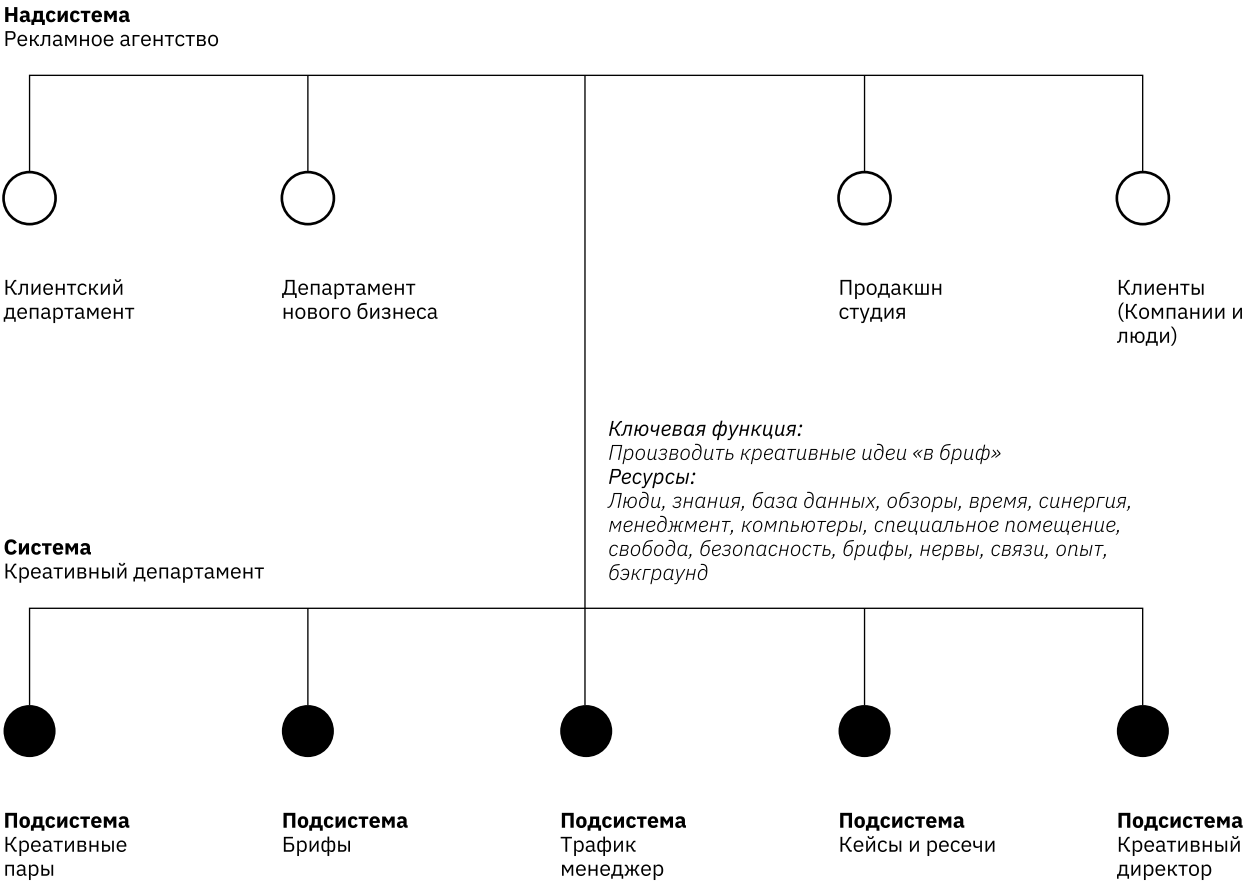 Надсистема
Рекламное агентство
Клиентский
департамент
Департамент
нового бизнеса
Продакшн
студия
Клиенты
(Компании и
люди)
Ключевая функция:
Производить креативные идеи «в бриф»
Ресурсы:
Люди, знания, база данных, обзоры, время, синергия,
менеджмент, компьютеры, специальное помещение,
свобода, безопасность, брифы, нервы, связи, опыт,
бэкграунд
Система
Креативный департамент
Подсистема
Креативные
пары
Подсистема
Брифы
Подсистема
Трафик
менеджер
Подсистема
Кейсы и ресечи
Подсистема
Креативный
директор